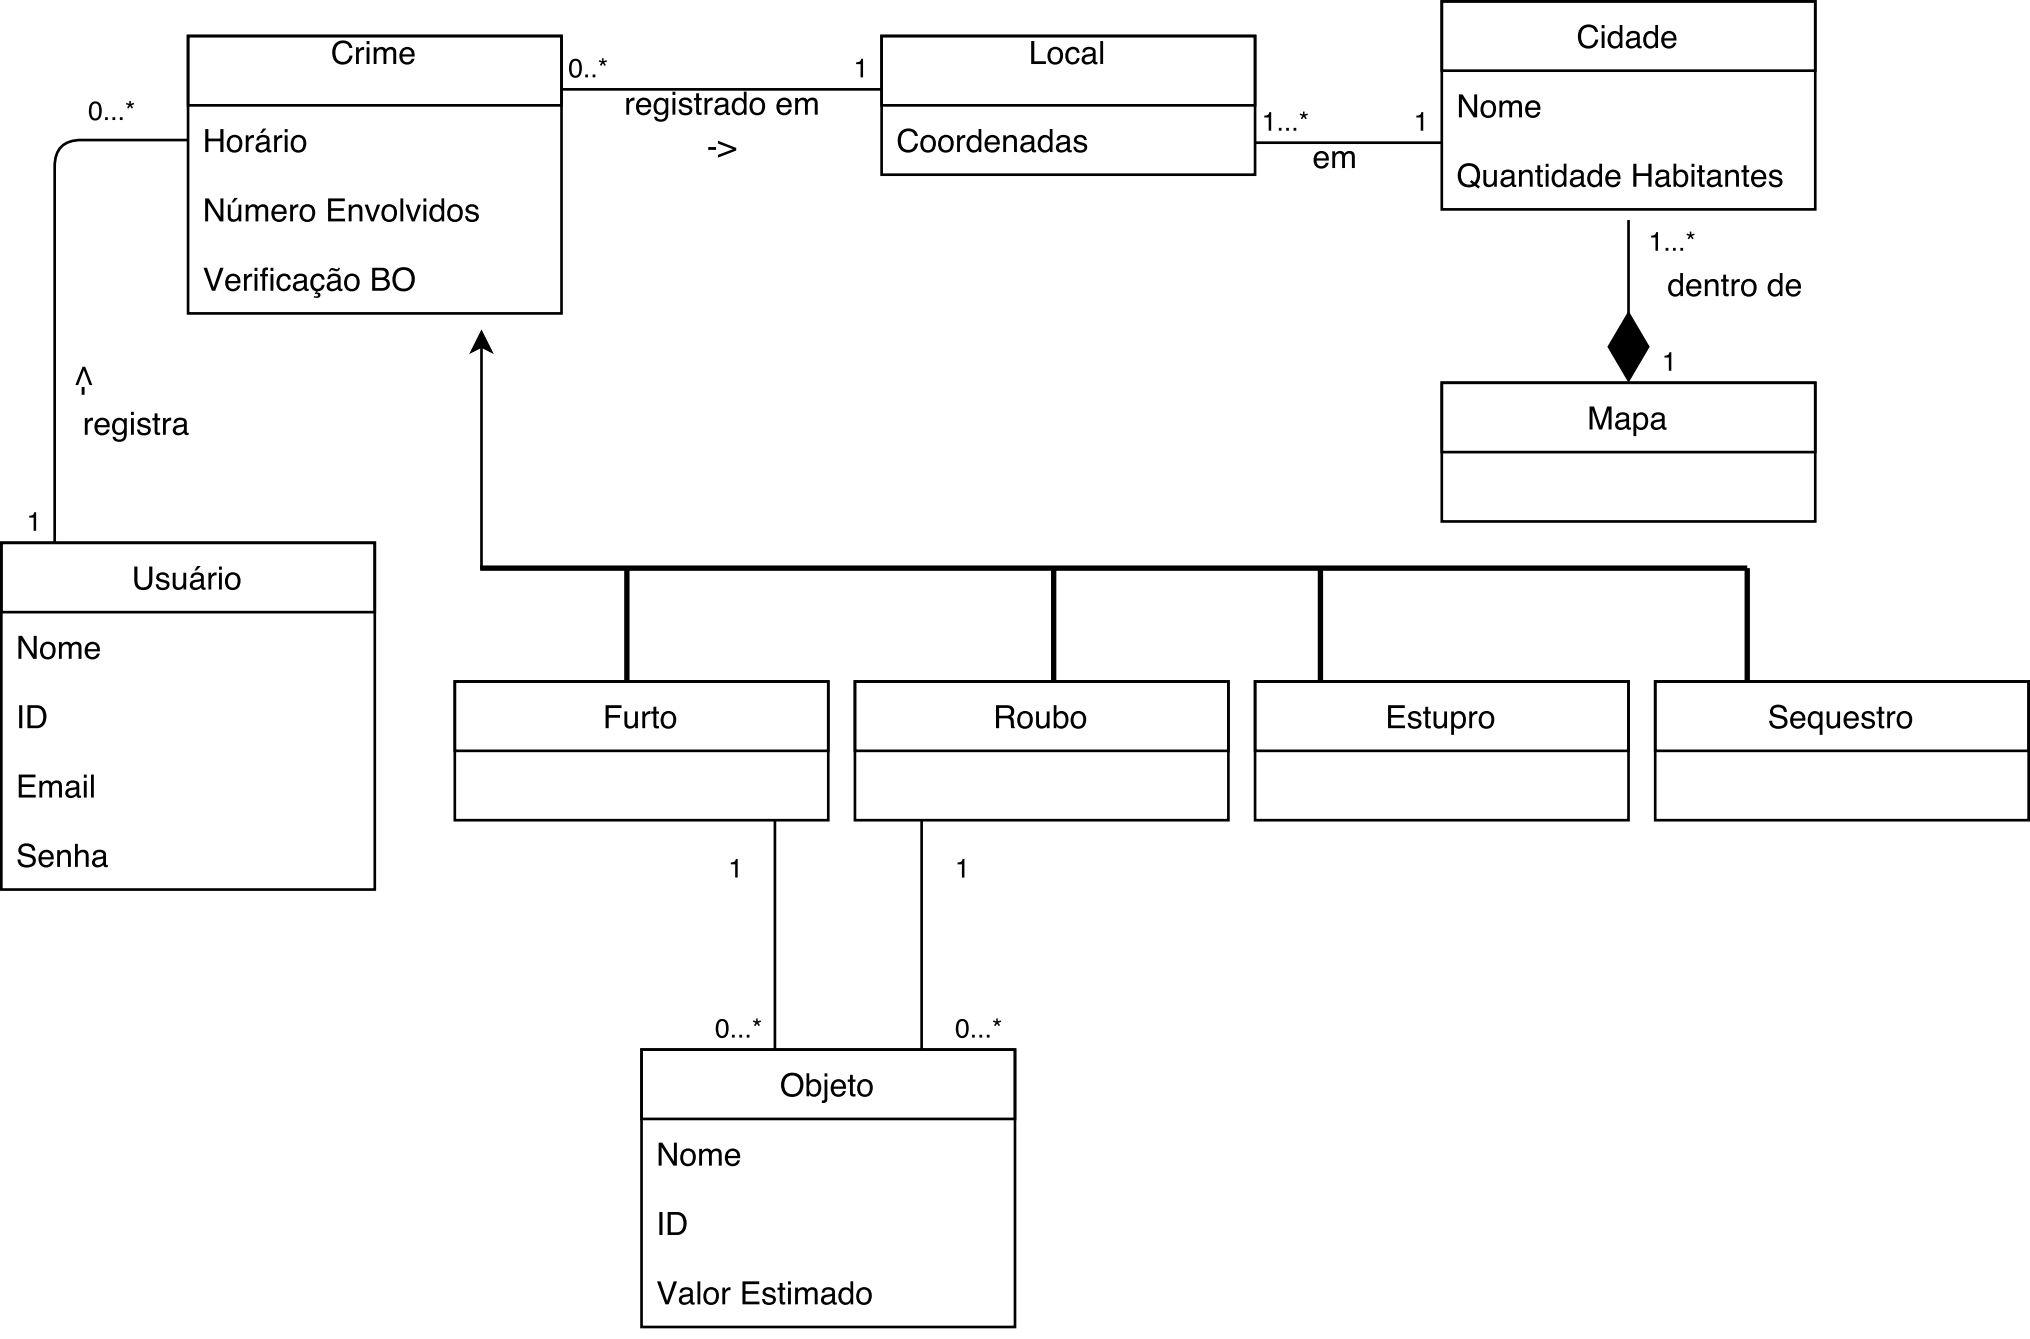 Crime
Horário
Número Envolvidos
Verificação BO
0..*
1
registrado em
->
Local
Coordenadas
1...*
1
em
Cidade
Nome
Quantidade Habitantes
1...*
dentro de
1
Mapa
0...*
->
registra
1
Usuário
Nome
ID
Email
Senha
Furto
Roubo
Estupro
Sequestro
1
1
0...*
0...*
Objeto
Nome
ID
Valor Estimado